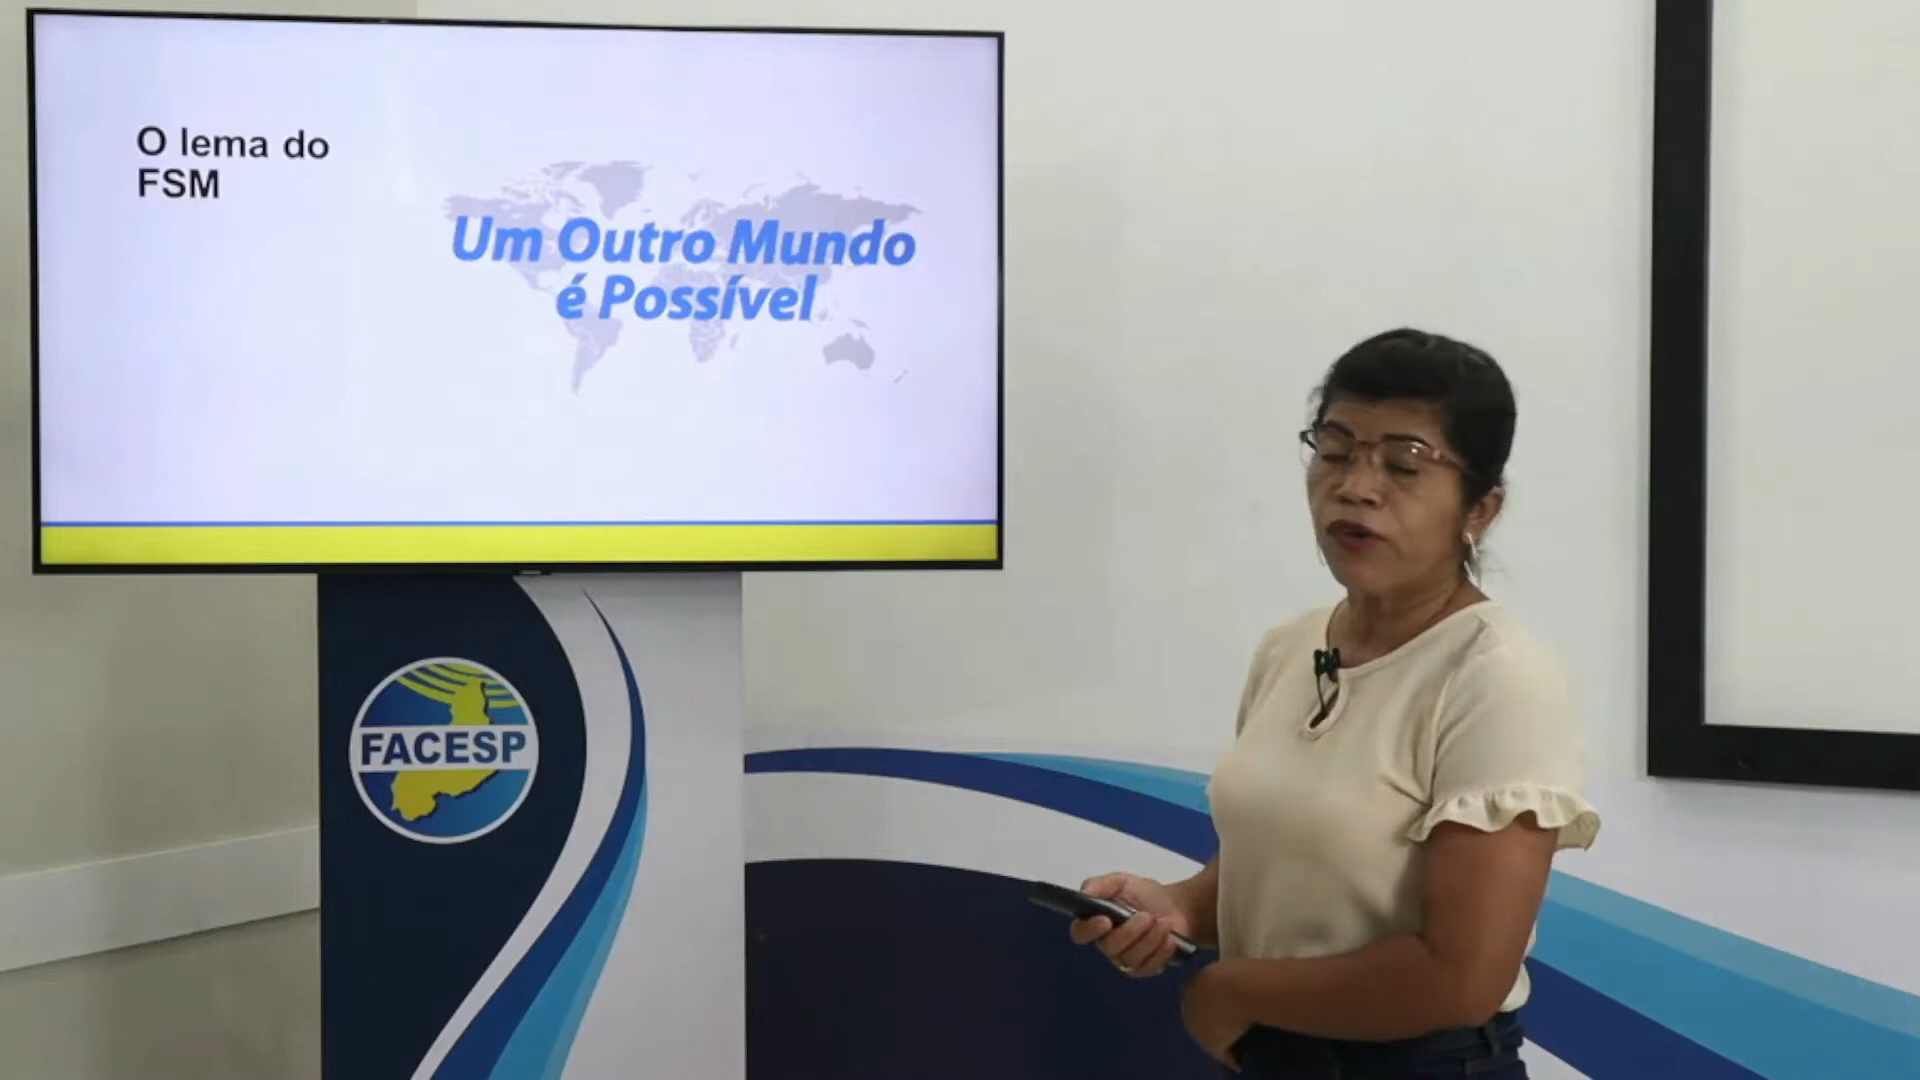 O lema do
FSM
Um Outro Mundo
é Possível
FACESP